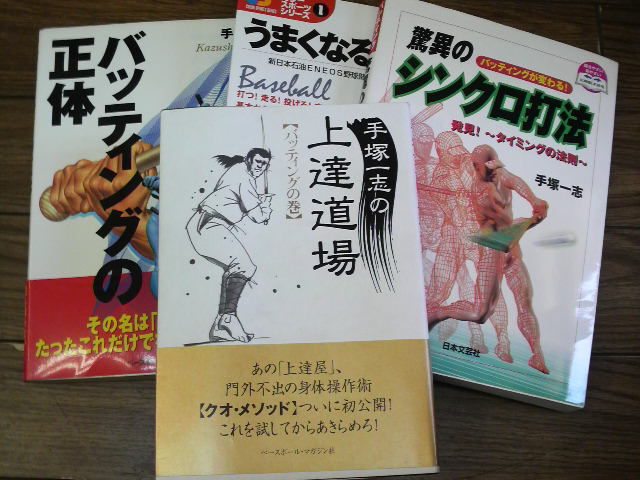 バッティングの
正体
手
Kazush
その名は「
たったこれだけで
スポーツ
シリーズ
1
うまくなる
新日本石油ENEOS野球部
Baseball
打つ!走る!投げる!
驚異の
バッティングが変わる!
シンクロ打法
発見!~タイミングの法則~
手塚一志
日本文芸社
手塚一志の
上達道場
【バッティングの巻】
あの「上達屋」、
門外不出の身体操作術
【クオ・メソッド】ついに初公開!
これを試してからあきらめろ!
ベースボール・マガジン社